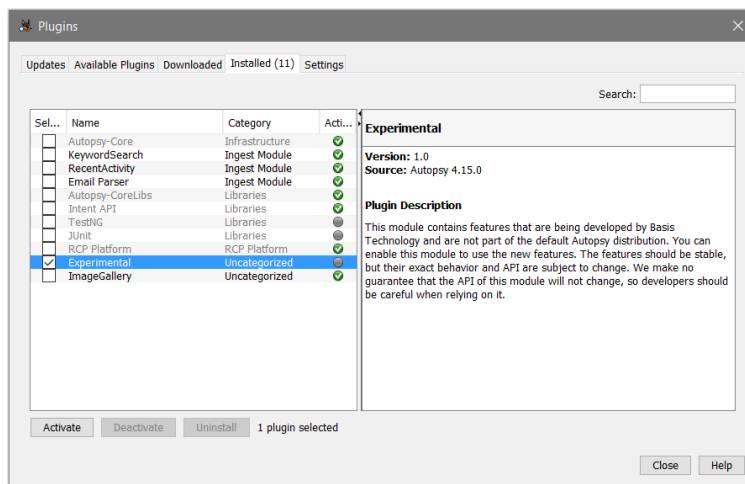 Plugins
Updates Available Plugins Downloaded Installed (11) Settings
Search:
Sel... Name Category Acti...
Autopsy-Core Infrastructure
KeywordSearch Ingest Module
RecentActivity Ingest Module
Email Parser Ingest Module
Autopsy-CoreLibs Libraries
Intent API Libraries
TestNG Libraries
JUnit Libraries
RCP Platform RCP Platform
Experimental Uncategorized
ImageGallery Uncategorized
Experimental
Version: 1.0
Source: Autopsy 4.15.0
Plugin Description
This module contains features that are being developed by Basis
Technology and are not part of the default Autopsy distribution. You can
enable this module to use the new features. The features should be stable,
but their exact behavior and API are subject to change. We make no
guarantee that the API of this module will not change, so developers should
be careful when relying on it.
Activate Deactivate Uninstall 1 plugin selected
Close Help